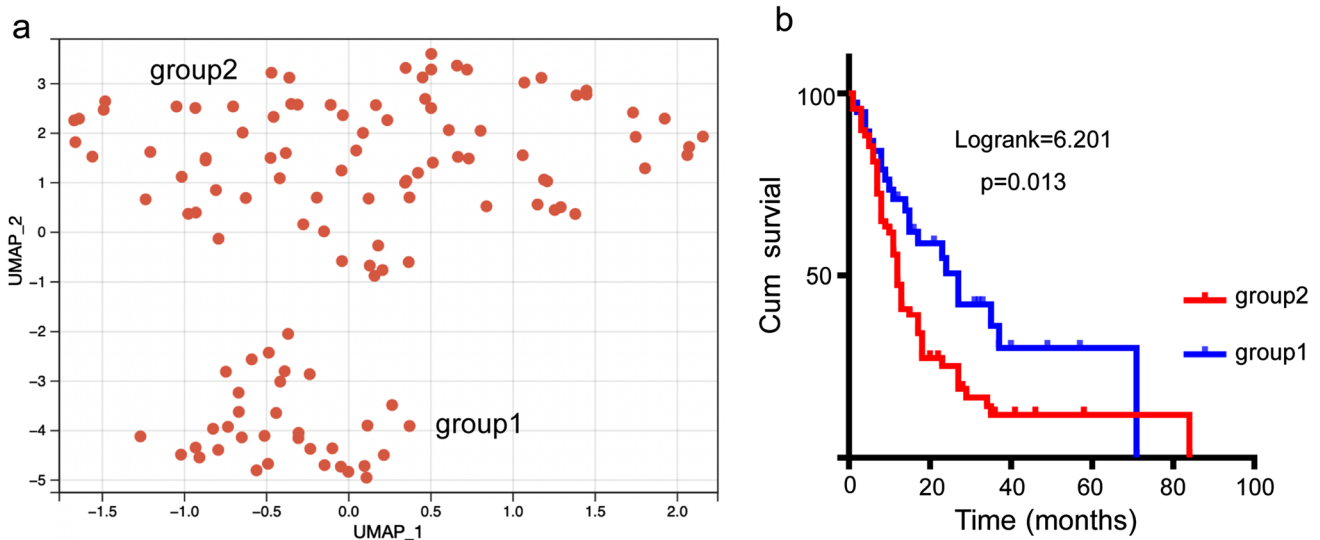 a
group2
group1
3
2
1
0
−1
−2
−3
−4
−5
UMAP_2
−1.5
−1.0
−0.5
0.0
0.5
1.0
1.5
2.0
UMAP_1
b
Logrank=6.201
p=0.013
100
50
Cum survial
group2
group1
0
20
40
60
80
100
Time (months)